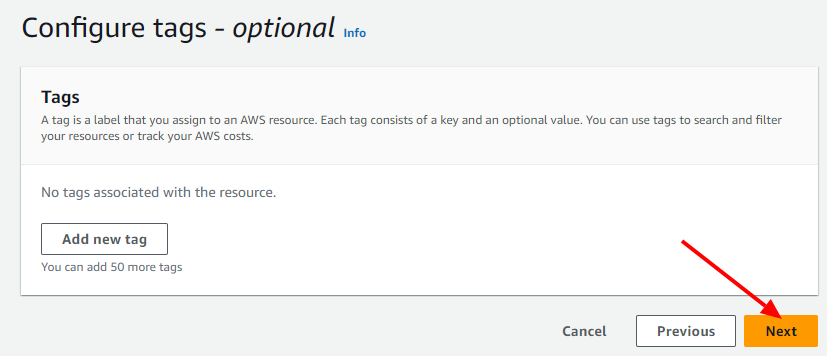 Configure tags - optional Info
Tags
A tag is a label that you assign to an AWS resource. Each tag consists of a key and an optional value. You can use tags to search and filter
your resources or track your AWS costs.
No tags associated with the resource.
Add new tag
You can add 50 more tags
Cancel Previous Next